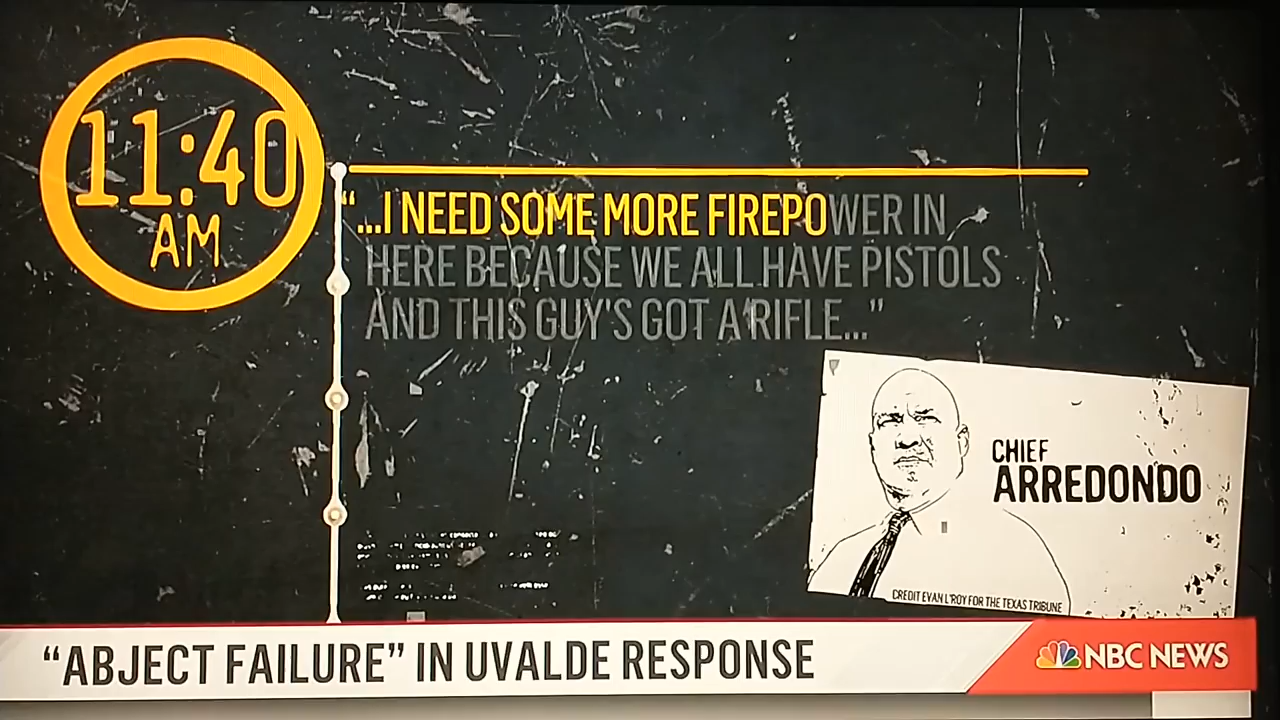 11:40
AM
“...I NEED SOME MORE FIREPOWER IN
HERE BECAUSE WE ALL HAVE PISTOLS
AND THIS GUY'S GOT A RIFLE...”
CHIEF
ARREDONDO
CREDIT EVAN L'ROY FOR THE TEXAS TRIBUNE
“ABJECT FAILURE” IN UVALDE RESPONSE
NBC NEWS